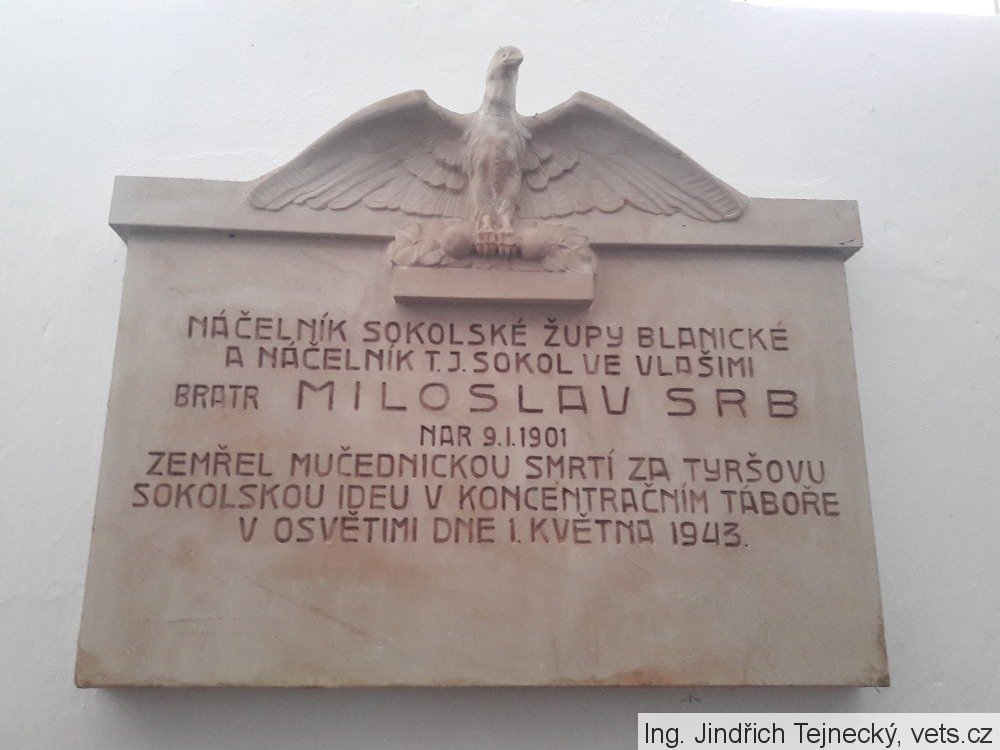 NÁČELNÍK SOKOLSKÉ ŽUPY BLANICKÉ
A NÁČELNÍK T.J. SOKOL VE VLAŠIMI
BRATR MILOSLAV SRB
NAR 9.I.1901
ZEMŘEL MUČEDNICKOU SMRTÍ ZA TYRŠOVU
SOKOLSKOU IDEU V KONCENTRAČNÍM TÁBOŘE
V OSVĚTIMI DNE 1. KVĚTNA 1943.
Ing. Jindřich Tejnecký, vets.cz